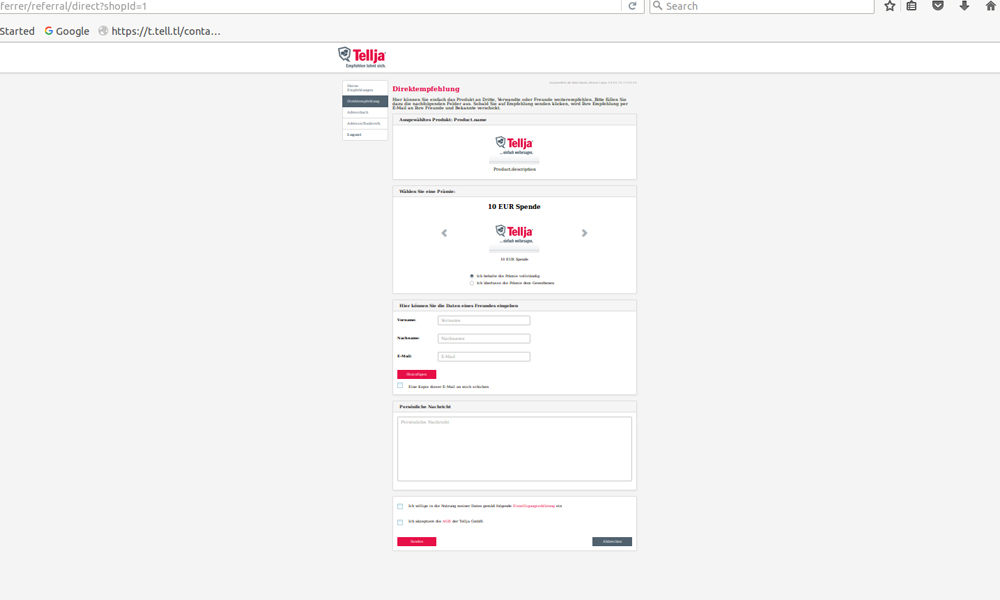 ferrer/referral/direct?shopId=1
Search
Started Google https://t.tell.tl/conta...
Tellja
Empfehlen lohnt sich.
Meine
Empfehlungen
Direktempfehlung
Adressbuch
Logout
Direktempfehlung
Hier können Sie einfach das Produkt an Dritte, Verwandte oder Freunde weiterempfehlen. Bitte füllen Sie
dazu die nachfolgenden Felder aus. Sobald Sie auf Empfehlung senden klicken, wird Ihre Empfehlung per
E-Mail an Ihre Freunde und Bekannte verschickt.
Ausgewähltes Produkt: Product.name
Tellja
...einfach weitersagen.
Product.description
Wählen Sie eine Prämie:
10 EUR Spende
Tellja
...einfach weitersagen.
10 EUR Spende
Ich behalte die Prämie vollständig
Ich überlasse die Prämie dem Geworbenen
Hier können Sie die Daten eines Freundes eingeben
Vorname: Vorname
Nachname: Nachname
E-Mail: E-Mail
Hinzufügen
Eine Kopie dieser E-Mail an mich schicken
Persönliche Nachricht
Persönliche Nachricht
Ich willige in die Nutzung meiner Daten gemäß folgende Einwilligungserklärung ein
Ich akzeptiere die AGB der Tellja GmbH
Senden Abbrechen